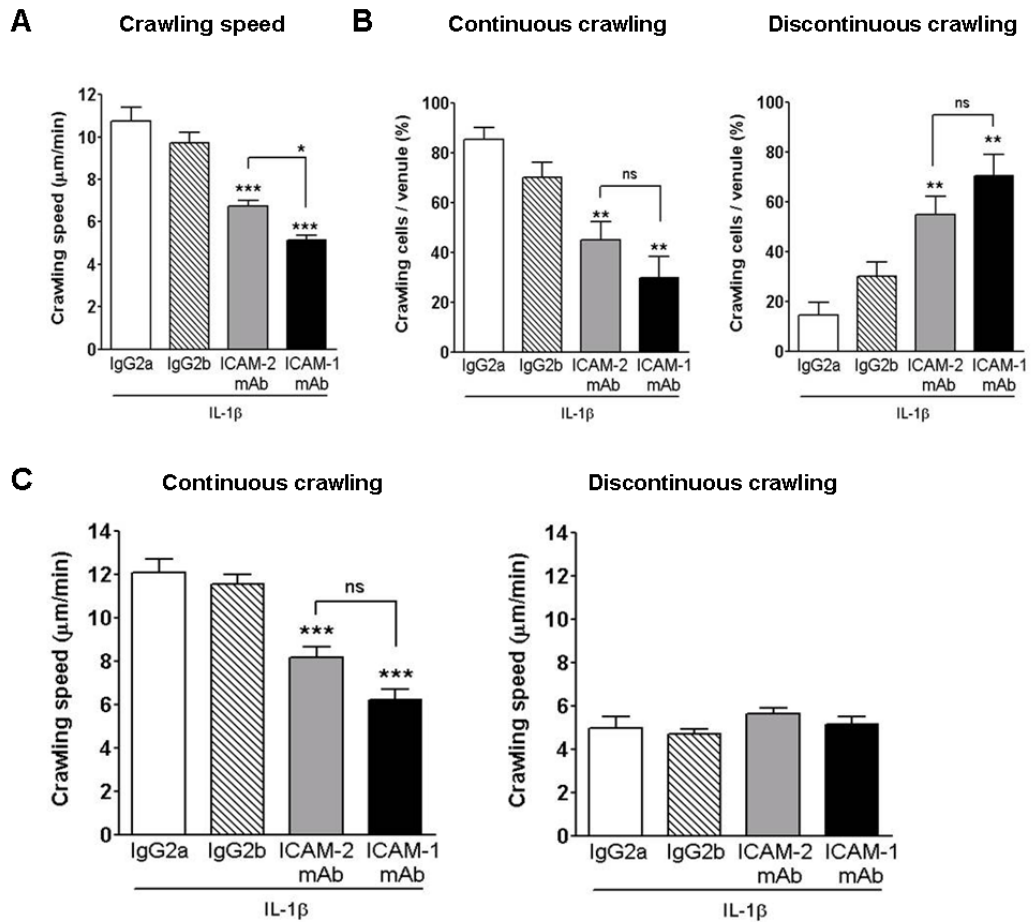 A
Crawling speed
Crawling speed (μm/min)
12
10
8
6
4
2
0
***
*
***
IgG2a
IgG2b
ICAM-2
mAb
ICAM-1
mAb
IL-1β
B
Continuous crawling
Crawling cells / venule (%)
100
80
60
40
20
0
**
ns
**
IgG2a
IgG2b
ICAM-2
mAb
ICAM-1
mAb
IL-1β
Discontinuous crawling
Crawling cells / venule (%)
100
80
60
40
20
0
ns
**
**
IgG2a
IgG2b
ICAM-2
mAb
ICAM-1
mAb
IL-1β
C
Continuous crawling
Crawling speed (μm/min)
14
12
10
8
6
4
2
0
ns
***
***
IgG2a
IgG2b
ICAM-2
mAb
ICAM-1
mAb
IL-1β
Discontinuous crawling
Crawling speed (μm/min)
14
12
10
8
6
4
2
0
IgG2a
IgG2b
ICAM-2
mAb
ICAM-1
mAb
IL-1β